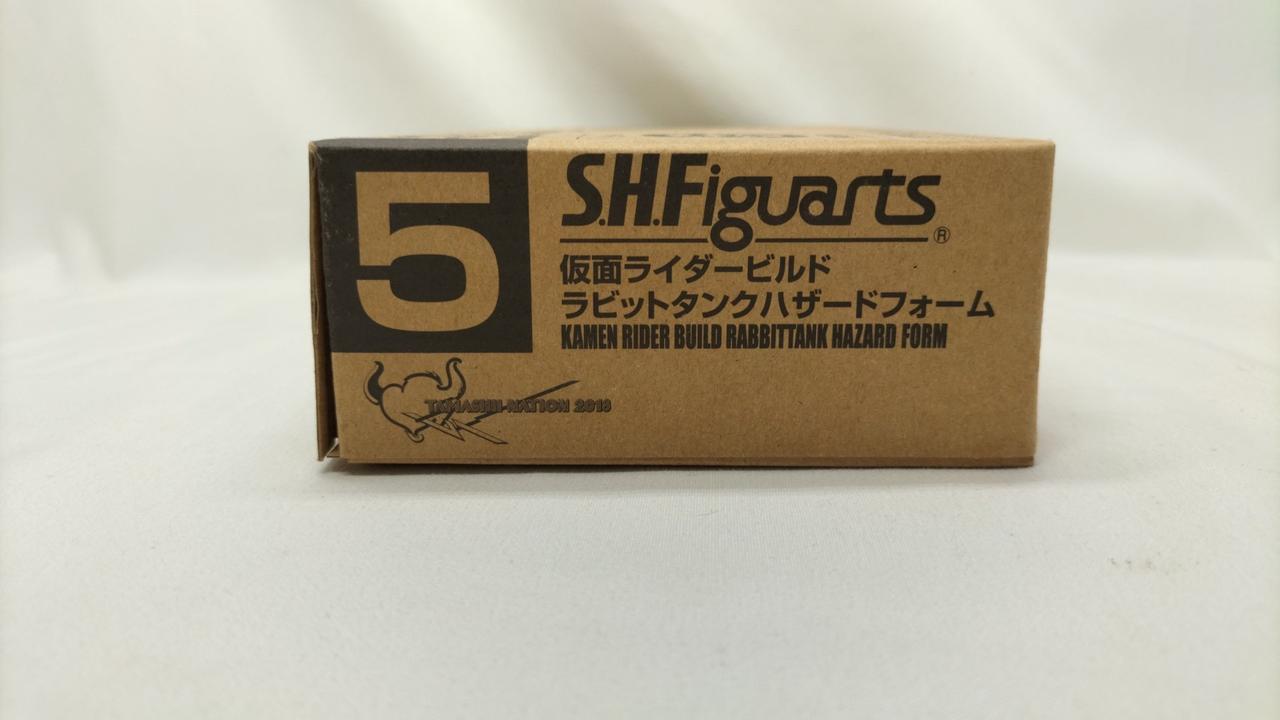 5
S.H.Figuarts
®
仮面ライダービルド
ラビットタンクハザードフォーム
KAMEN RIDER BUILD RABBITTANK HAZARD FORM
TAMASHII NATION 2018